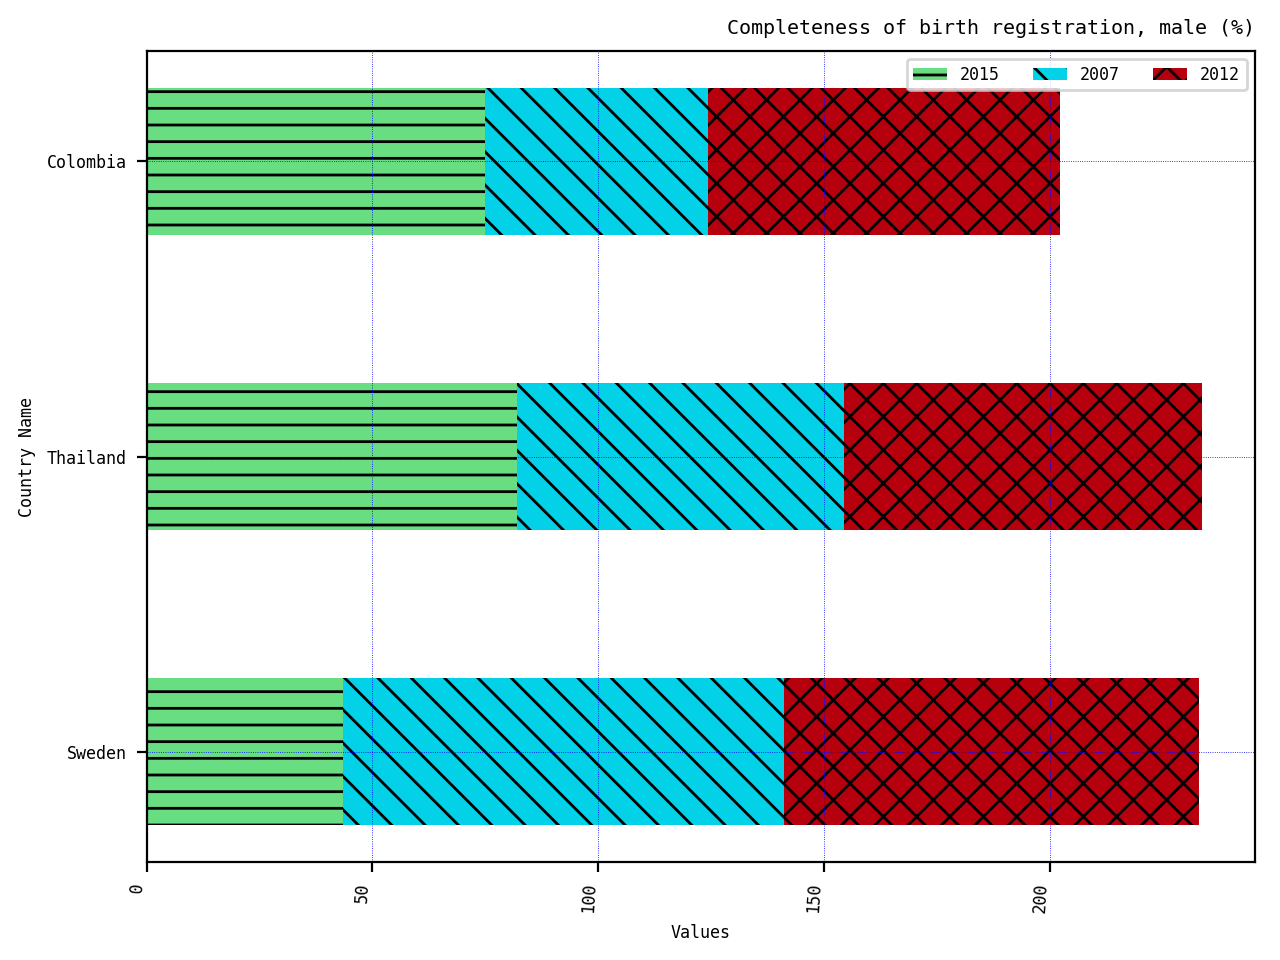 Completeness of birth registration, male (%)
2015 2007 2012
Colombia
Thailand
Sweden
Country Name
0 50 100 150 200
Values